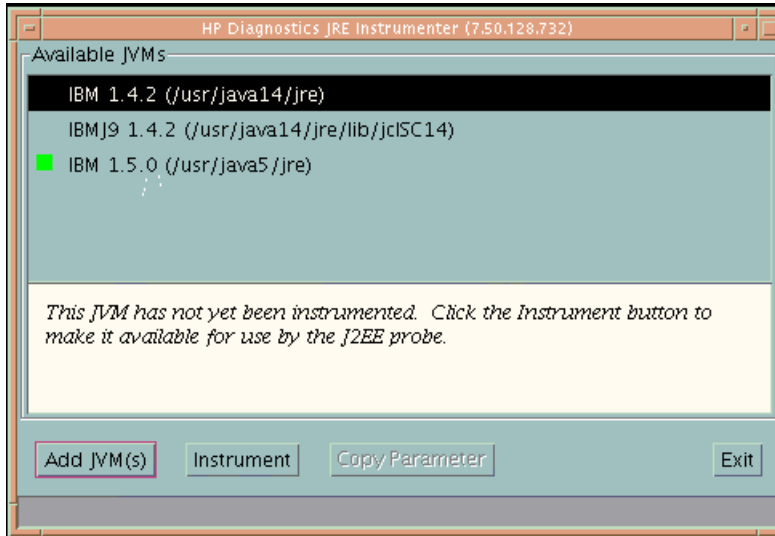 HP Diagnostics JRE Instrumenter (7.50.128.732)
Available JVMs
IBM 1.4.2 (/usr/java14/jre)
IBMJ9 1.4.2 (/usr/java14/jre/lib/jclSC14)
IBM 1.5.0 (/usr/java5/jre)
This JVM has not yet been instrumented. Click the Instrument button to
make it available for use by the J2EE probe.
Add JVM(s) Instrument Copy Parameter Exit